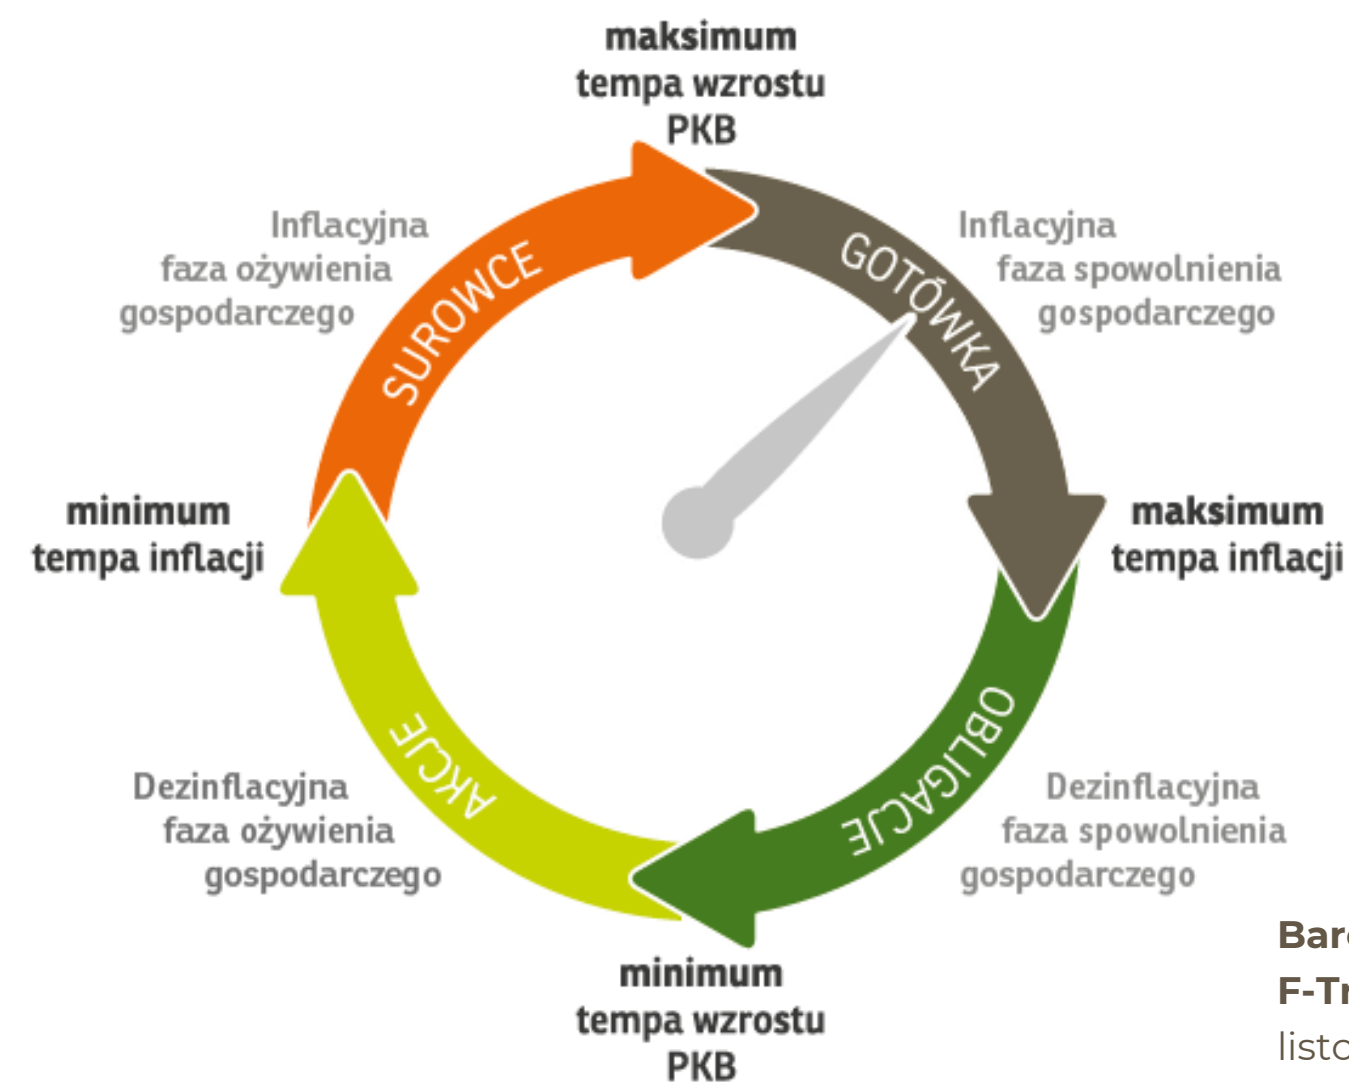 maksimum
tempa wzrostu
PKB
Inflacyjna
faza ożywienia
gospodarczego
Inflacyjna
faza spowolnienia
gospodarczego
SUROWCE
GOTÓWKA
minimum
tempa inflacji
maksimum
tempa inflacji
AKCJE
OBLIGACJE
Dezinflacyjna
faza ożywienia
gospodarczego
Dezinflacyjna
faza spowolnienia
gospodarczego
minimum
tempa wzrostu
PKB